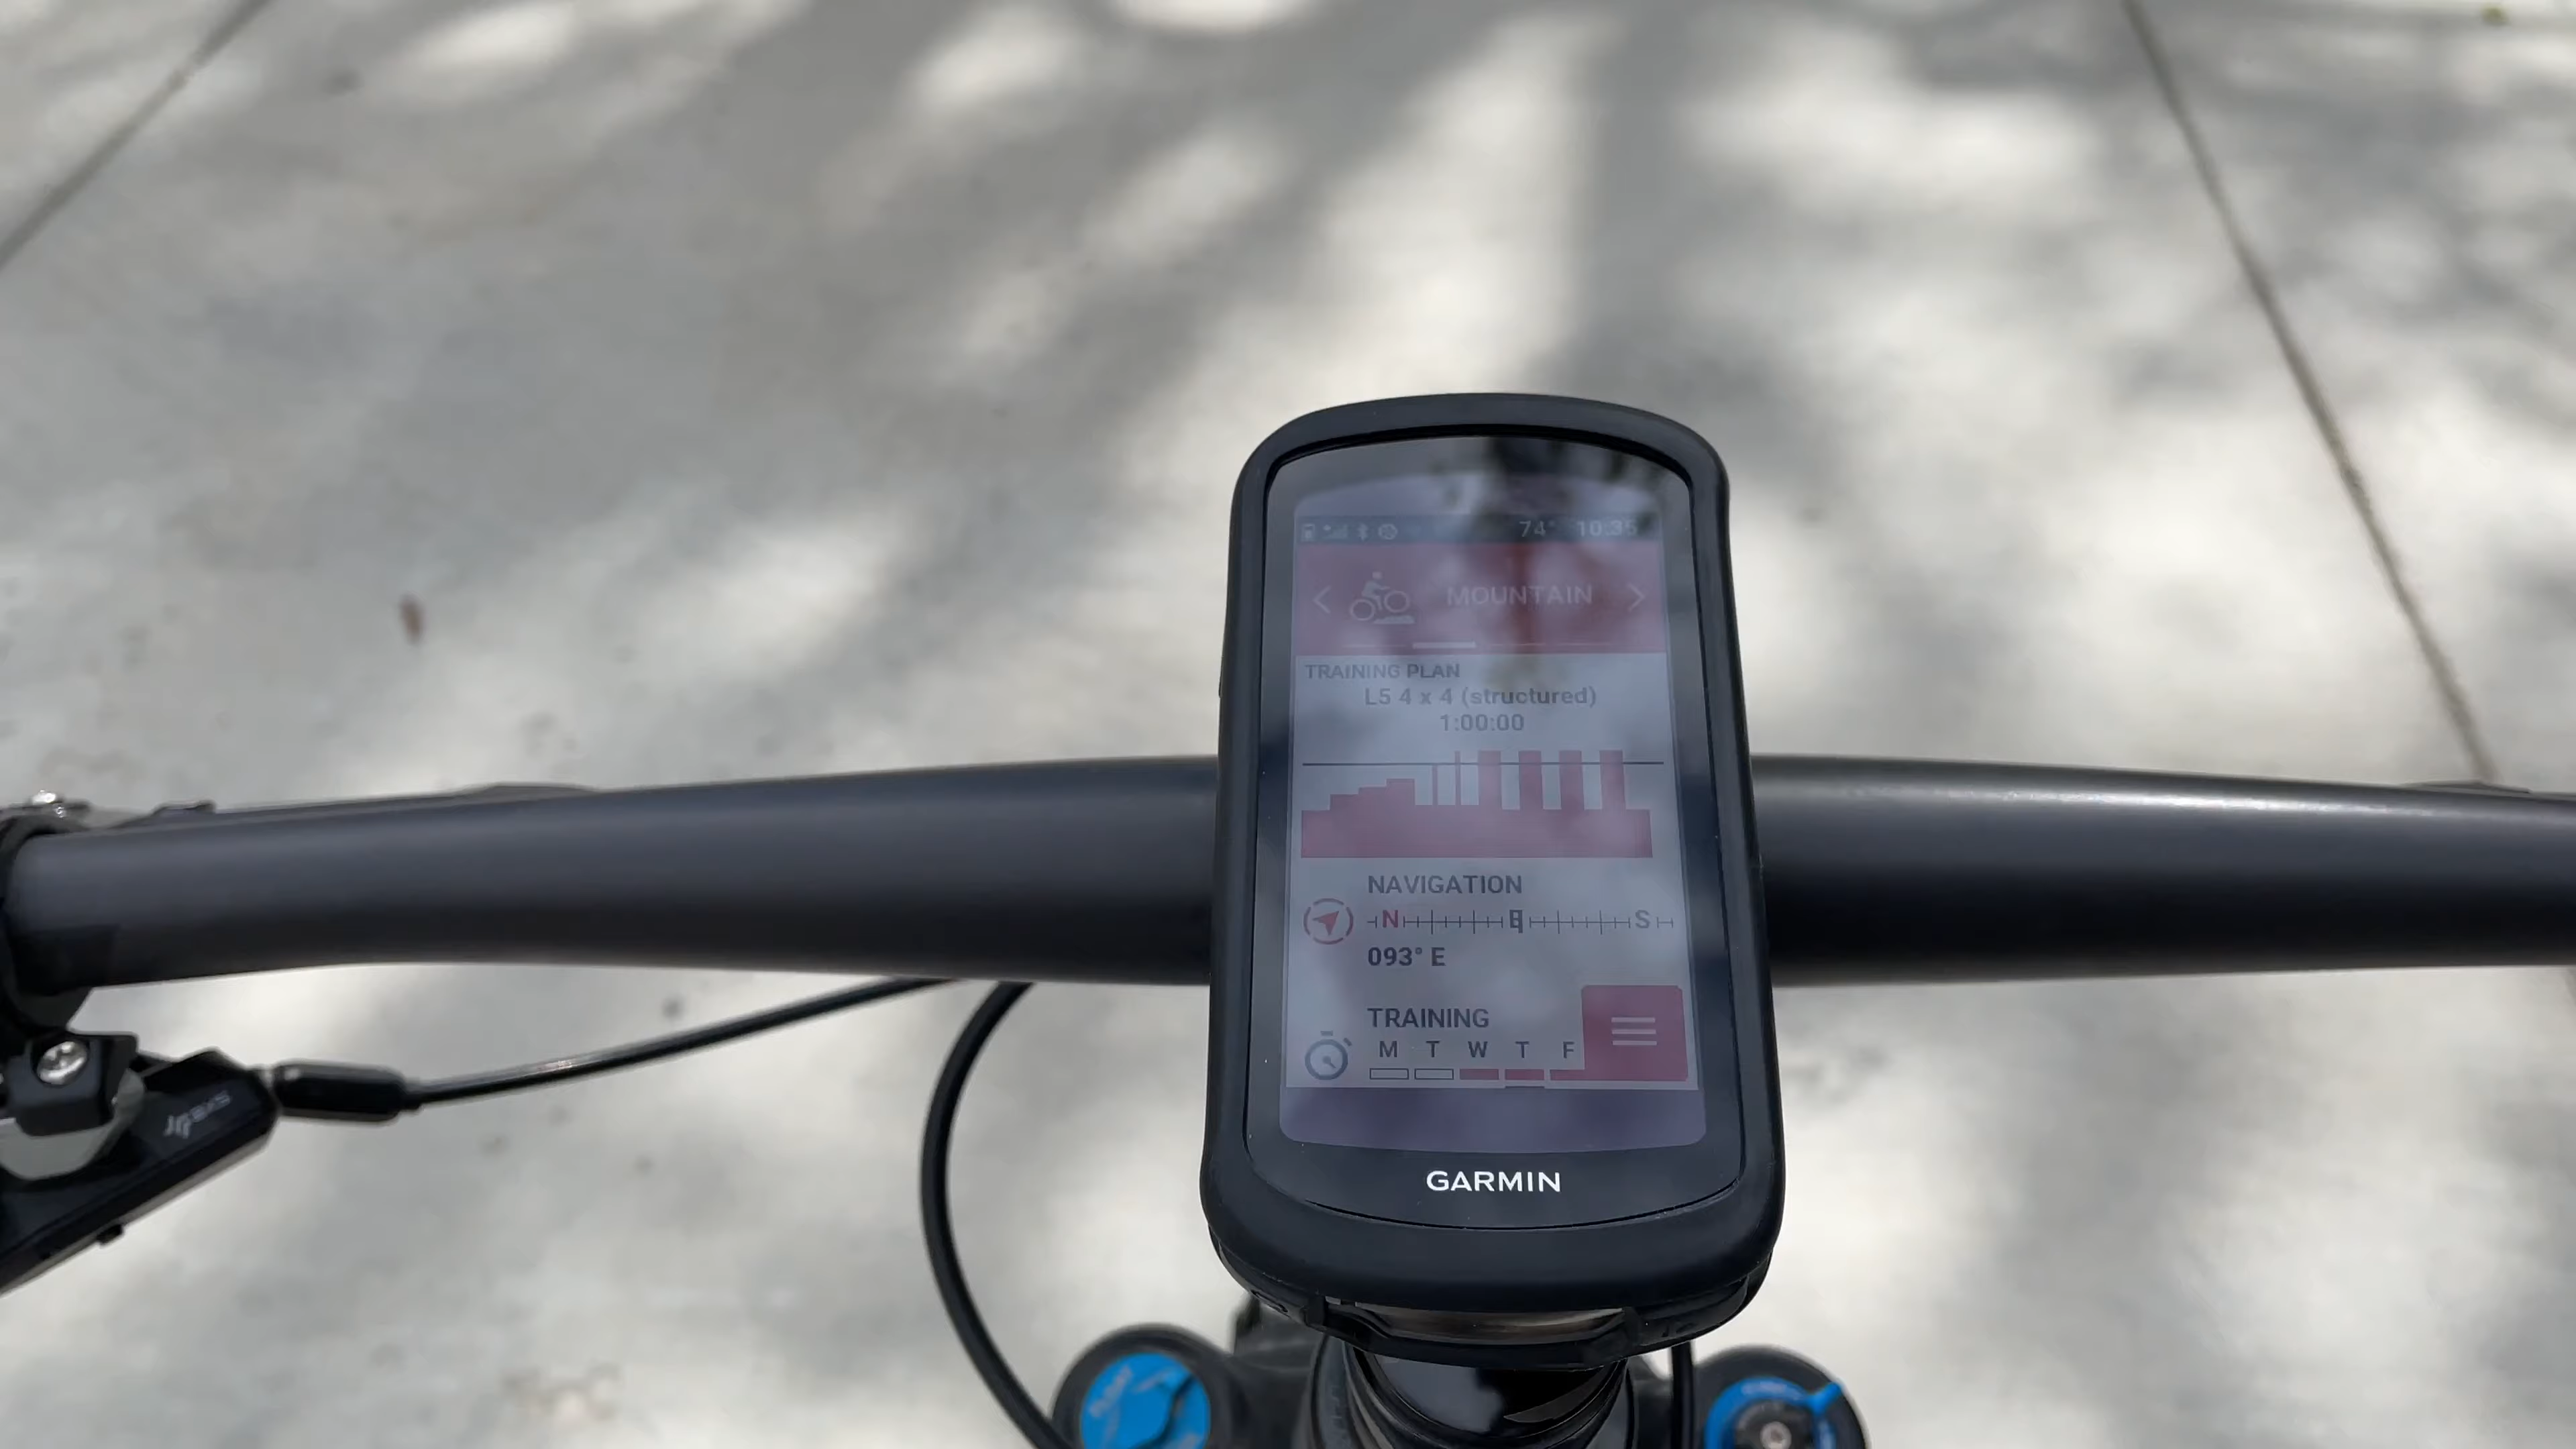 74° 10:35
MOUNTAIN
TRAINING PLAN
L5 4 x 4 (structured)
1:00:00
NAVIGATION
N E S
093° E
TRAINING
M T W T F
GARMIN